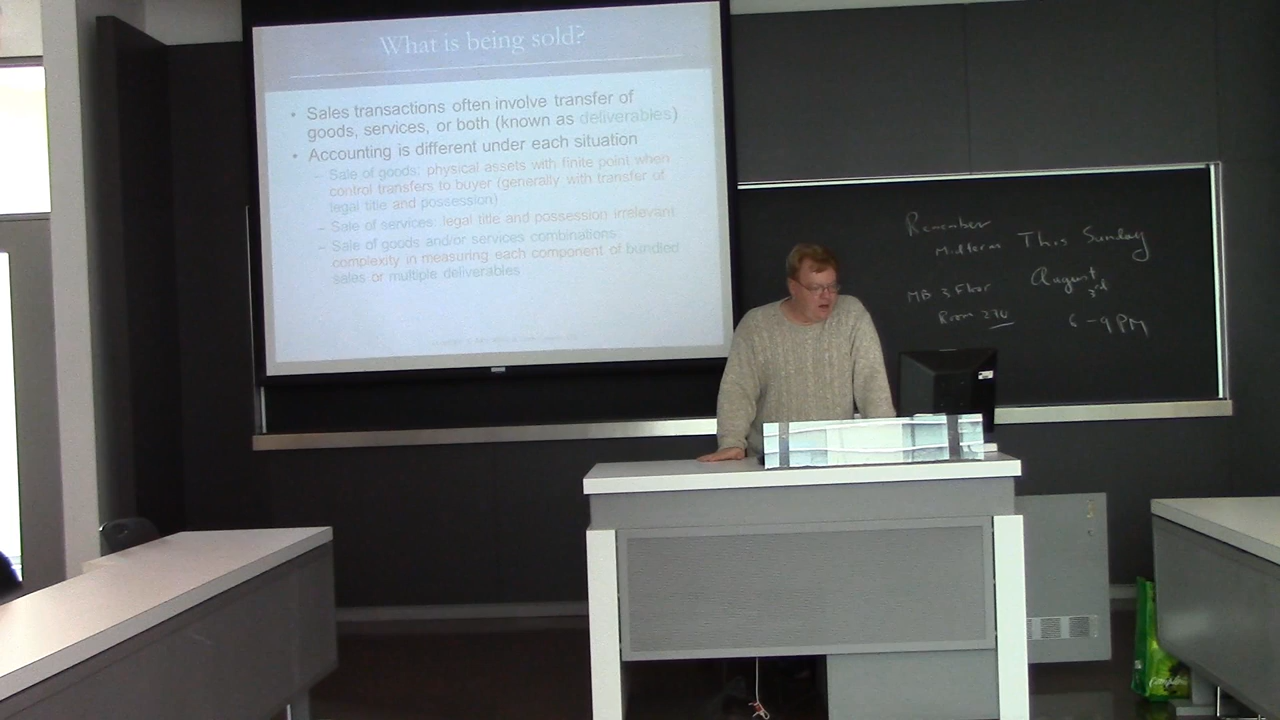 What is being sold?
• Sales transactions often involve transfer of
goods, services, or both (known as deliverables)
• Accounting is different under each situation
– Sale of goods: physical assets with finite point when
control transfers to buyer (generally with transfer of
legal title and possession)
– Sale of services: legal title and possession irrelevant
– Sale of goods and/or services combinations:
complexity in measuring each component of bundled
sales or multiple deliverables
Remember
Midterm This Sunday
August
3rd
MB 3 Floor
Room 270
6-9 PM